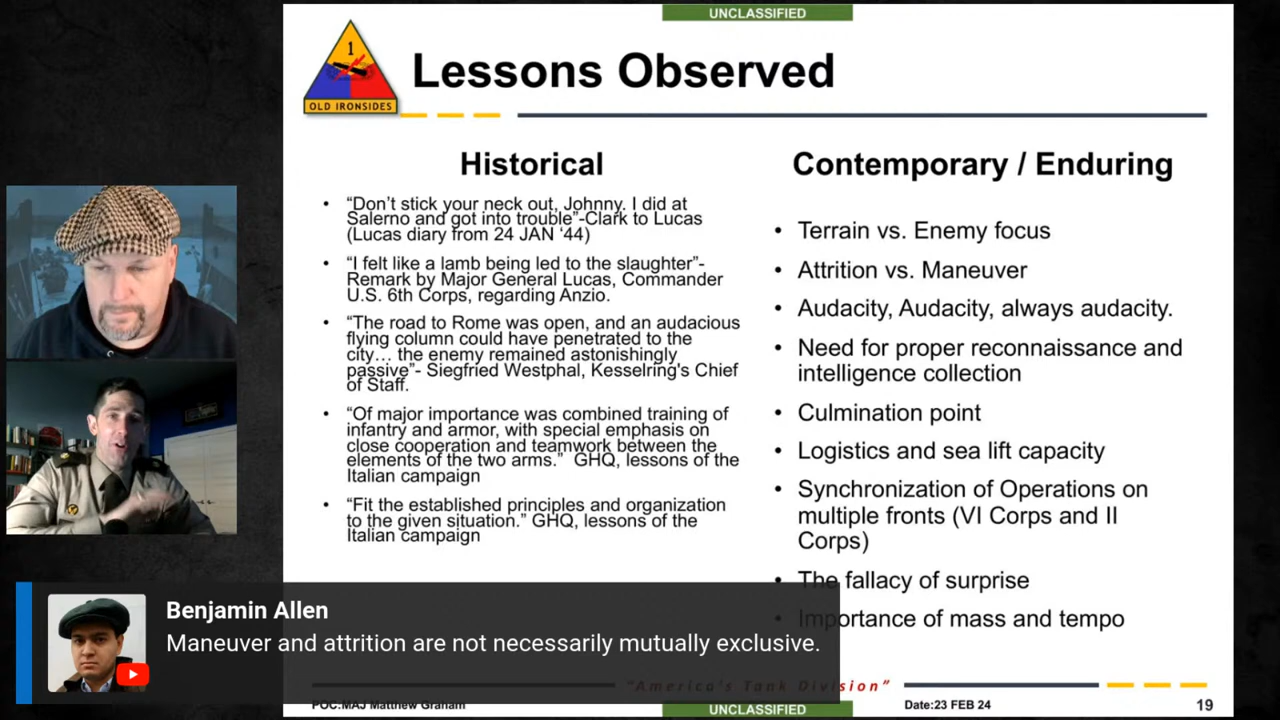 UNCLASSIFIED
1
OLD IRONSIDES
Lessons Observed
Historical
• “Don’t stick your neck out, Johnny. I did at
Salerno and got into trouble”-Clark to Lucas
(Lucas diary from 24 JAN ‘44)
• “I felt like a lamb being led to the slaughter”-
Remark by Major General Lucas, Commander
U.S. 6th Corps, regarding Anzio.
• “The road to Rome was open, and an audacious
flying column could have penetrated to the
city… the enemy remained astonishingly
passive”- Siegfried Westphal, Kesselring's Chief
of Staff.
• “Of major importance was combined training of
infantry and armor, with special emphasis on
close cooperation and teamwork between the
elements of the two arms.” GHQ, lessons of the
Italian campaign
• “Fit the established principles and organization
to the given situation.” GHQ, lessons of the
Italian campaign
Contemporary / Enduring
• Terrain vs. Enemy focus
• Attrition vs. Maneuver
• Audacity, Audacity, always audacity.
• Need for proper reconnaissance and
intelligence collection
• Culmination point
• Logistics and sea lift capacity
• Synchronization of Operations on
multiple fronts (VI Corps and II
Corps)
• The fallacy of surprise
• Importance of mass and tempo
Benjamin Allen
Maneuver and attrition are not necessarily mutually exclusive.
"America's Tank Division"
POC:MAJ Matthew Graham
UNCLASSIFIED
Date:23 FEB 24
19